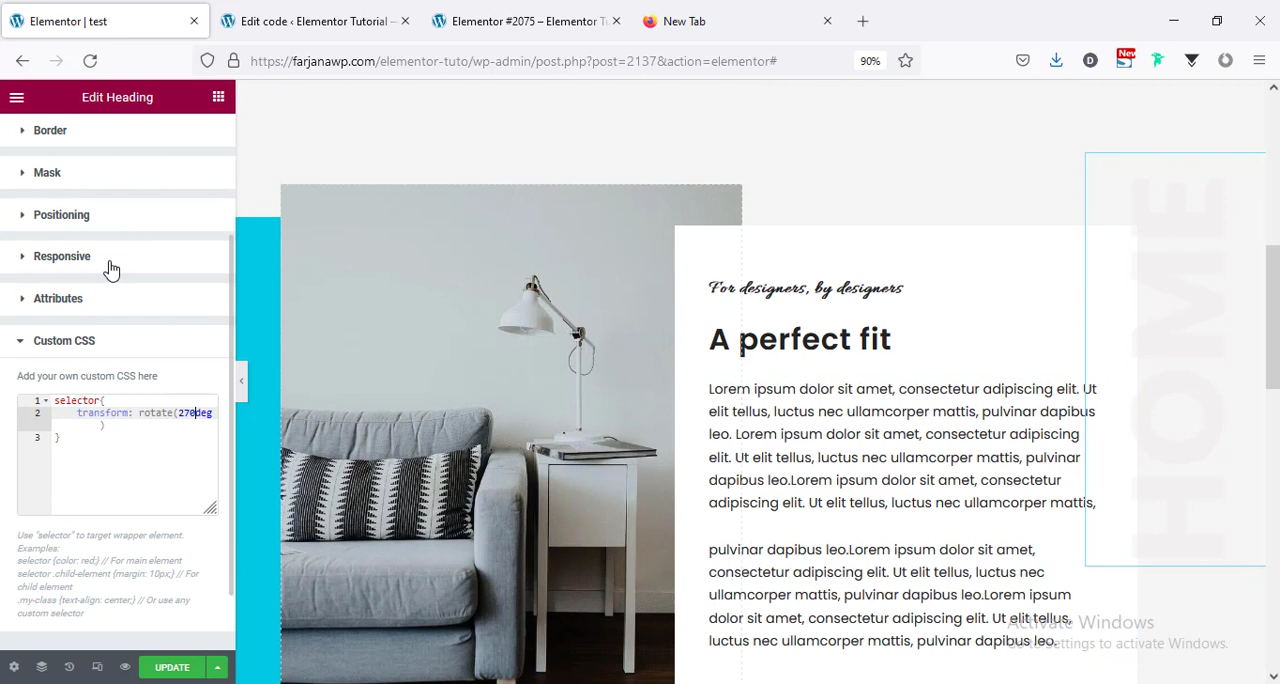 Elementor | test
Edit code ‹ Elementor Tutorial —
Elementor #2075 – Elementor Tu
New Tab
https://farjanawp.com/elementor-tuto/wp-admin/post.php?post=2137&action=elementor#
90%
New
Edit Heading
Border
Mask
Positioning
Responsive
Attributes
Custom CSS
Add your own custom CSS here
1 selector{
2 transform: rotate(270deg
)
3 }
Use "selector" to target wrapper element.
Examples:
selector {color: red;} // For main element
selector .child-element {margin: 10px;} // For
child element
.my-class {text-align: center;} // Or use any
custom selector
UPDATE
For designers, by designers
A perfect fit
Lorem ipsum dolor sit amet, consectetur adipiscing elit. Ut
elit tellus, luctus nec ullamcorper mattis, pulvinar dapibus
leo. Lorem ipsum dolor sit amet, consectetur adipiscing
elit. Ut elit tellus, luctus nec ullamcorper mattis, pulvinar
dapibus leo.Lorem ipsum dolor sit amet, consectetur
adipiscing elit. Ut elit tellus, luctus nec ullamcorper mattis,
pulvinar dapibus leo.Lorem ipsum dolor sit amet,
consectetur adipiscing elit. Ut elit tellus, luctus nec
ullamcorper mattis, pulvinar dapibus leo.Lorem ipsum
dolor sit amet, consectetur adipiscing elit. Ut elit tellus,
luctus nec ullamcorper mattis, pulvinar dapibus leo.
HOME
Activate Windows
Go to Settings to activate Windows.